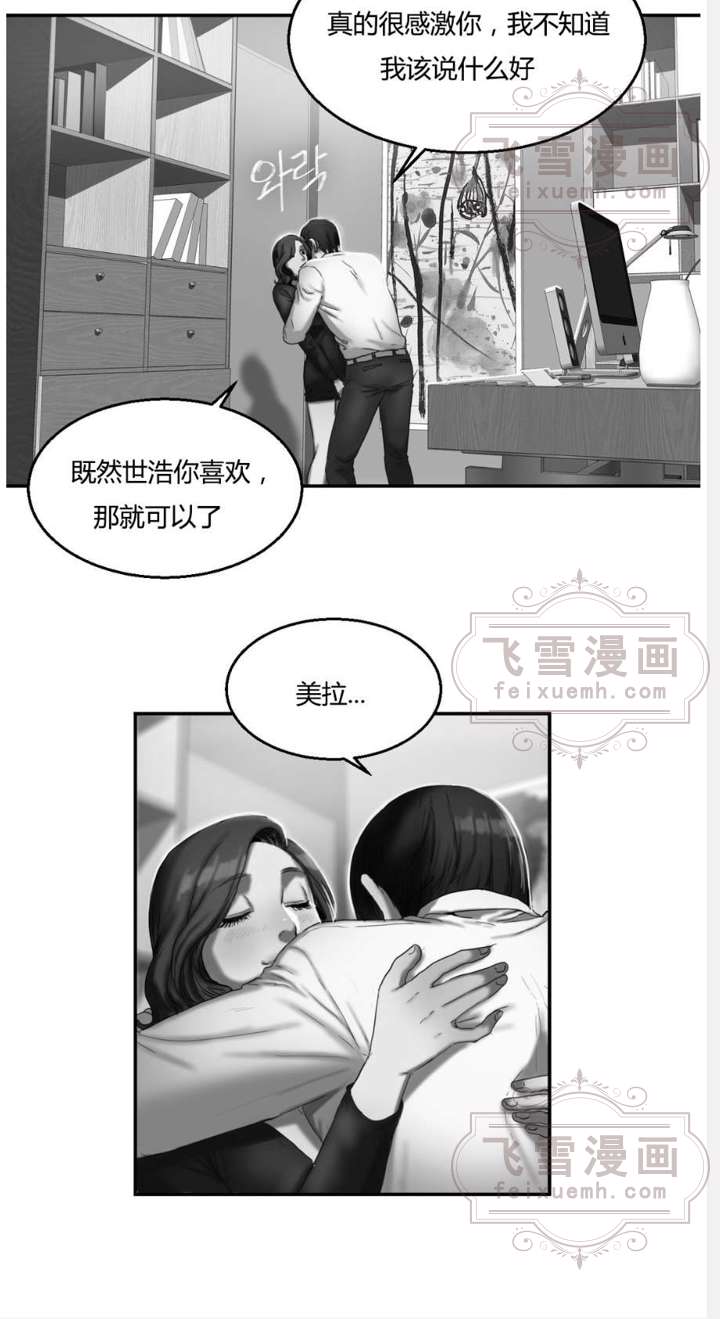 真的很感激你，我不知道
我该说什么好
飞雪漫画
feixuemh.com
와락
既然世浩你喜欢，
那就可以了
飞雪漫画
feixuemh.com
美拉...
飞雪漫画
feixuemh.com